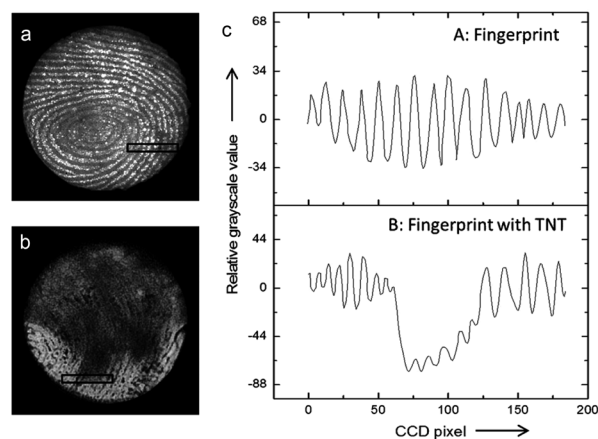 a
b
c
A: Fingerprint
68
34
0
-34
B: Fingerprint with TNT
44
0
-44
-88
Relative grayscale value
0 50 100 150 200
CCD pixel